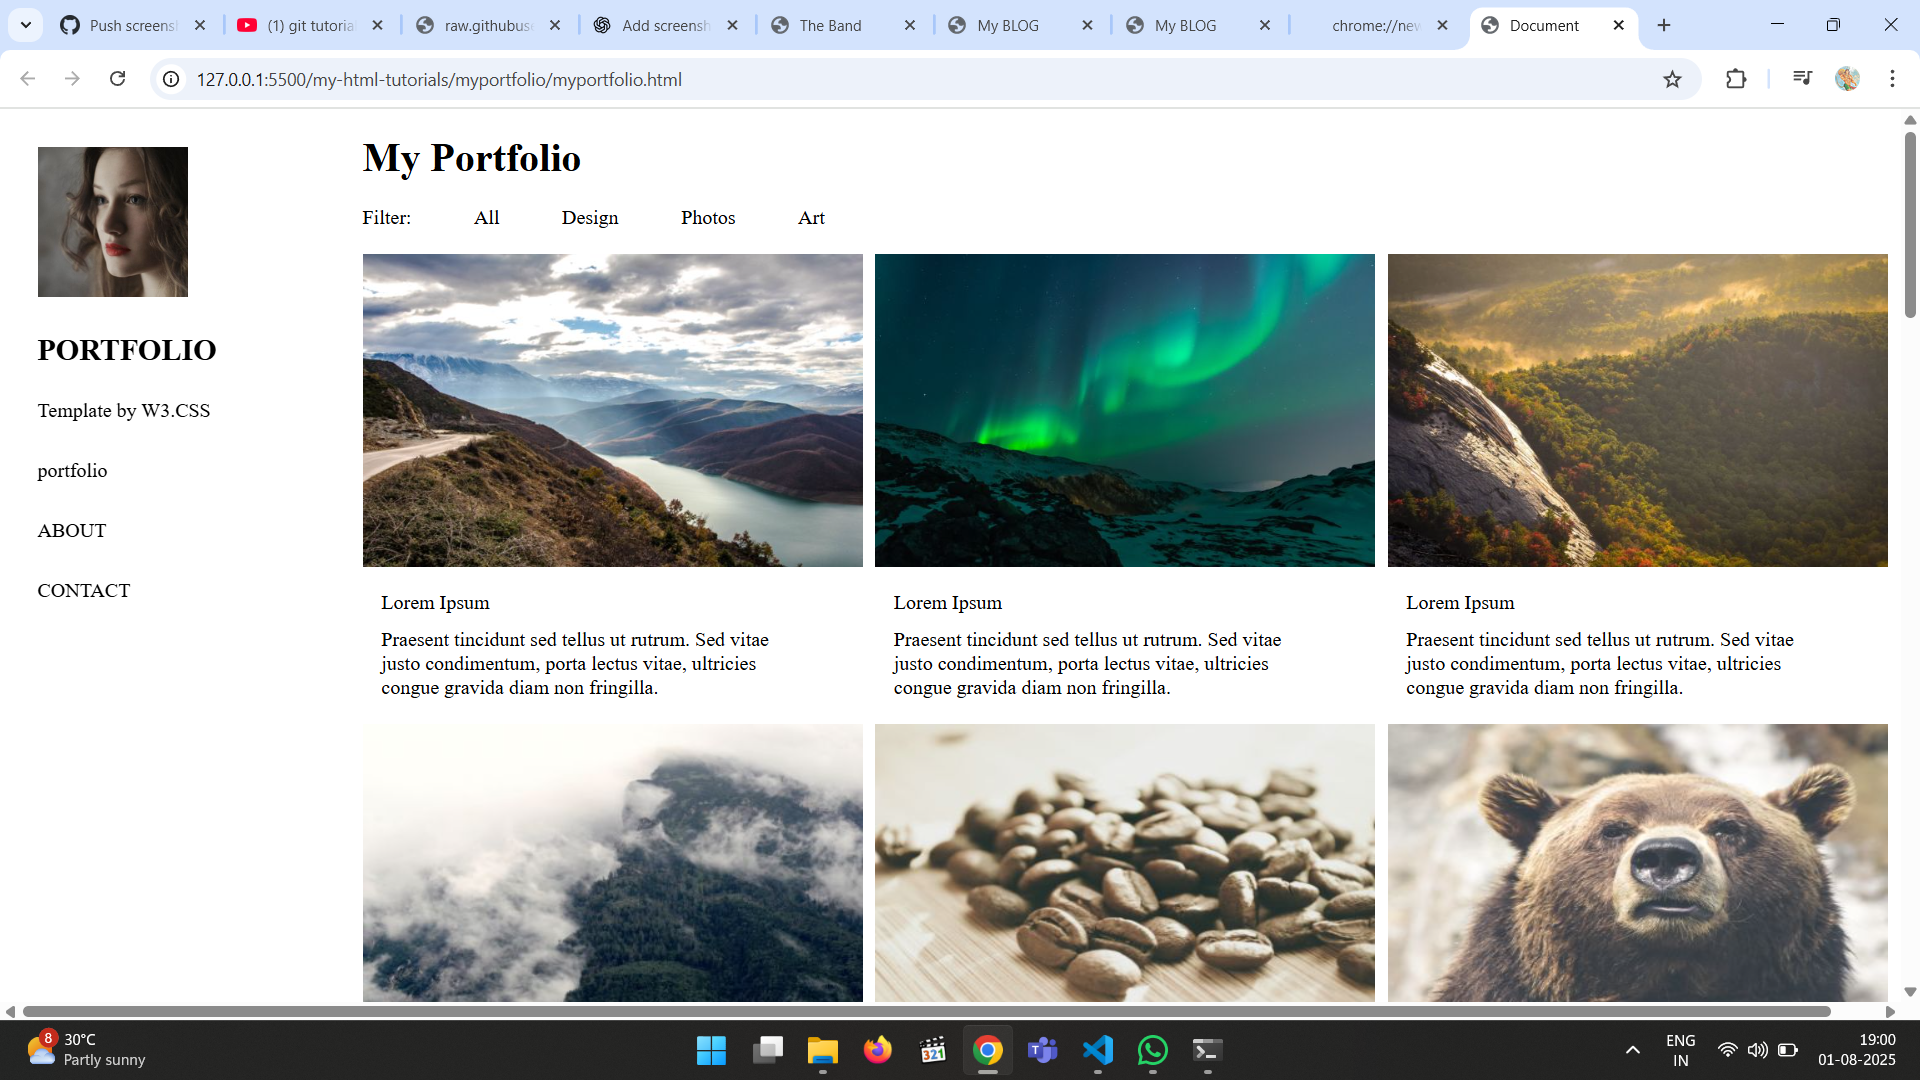 Push screens
(1) git tutoria
raw.githubus
Add screensh
The Band
My BLOG
My BLOG
chrome://new
Document
127.0.0.1:5500/my-html-tutorials/myportfolio/myportfolio.html
PORTFOLIO
Template by W3.CSS
portfolio
ABOUT
CONTACT
My Portfolio
Filter: All Design Photos Art
Lorem Ipsum
Praesent tincidunt sed tellus ut rutrum. Sed vitae
justo condimentum, porta lectus vitae, ultricies
congue gravida diam non fringilla.
Lorem Ipsum
Praesent tincidunt sed tellus ut rutrum. Sed vitae
justo condimentum, porta lectus vitae, ultricies
congue gravida diam non fringilla.
Lorem Ipsum
Praesent tincidunt sed tellus ut rutrum. Sed vitae
justo condimentum, porta lectus vitae, ultricies
congue gravida diam non fringilla.
8
30°C
Partly sunny
321
ENG
IN
19:00
01-08-2025